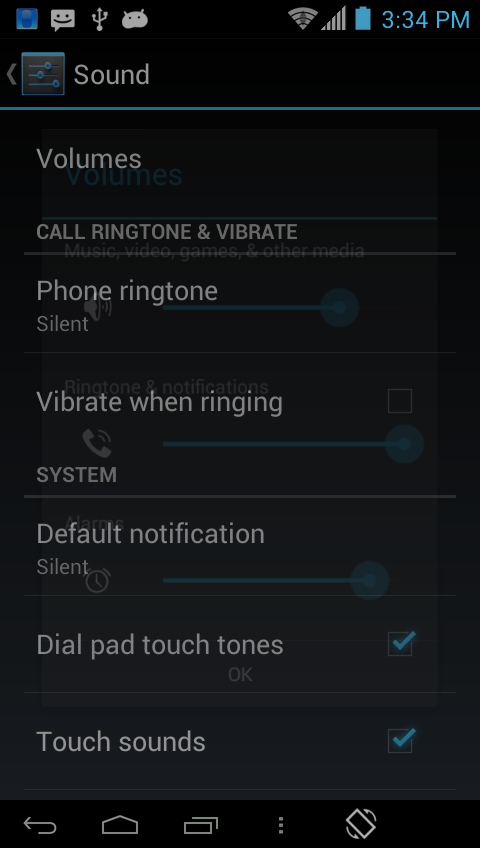 3:34 PM
Sound
Volumes
Volumes
CALL RINGTONE & VIBRATE
Music, video, games, & other media
Phone ringtone
Silent
Ringtone & notifications
Vibrate when ringing
SYSTEM
Alarms
Default notification
Silent
Dial pad touch tones
OK
Touch sounds